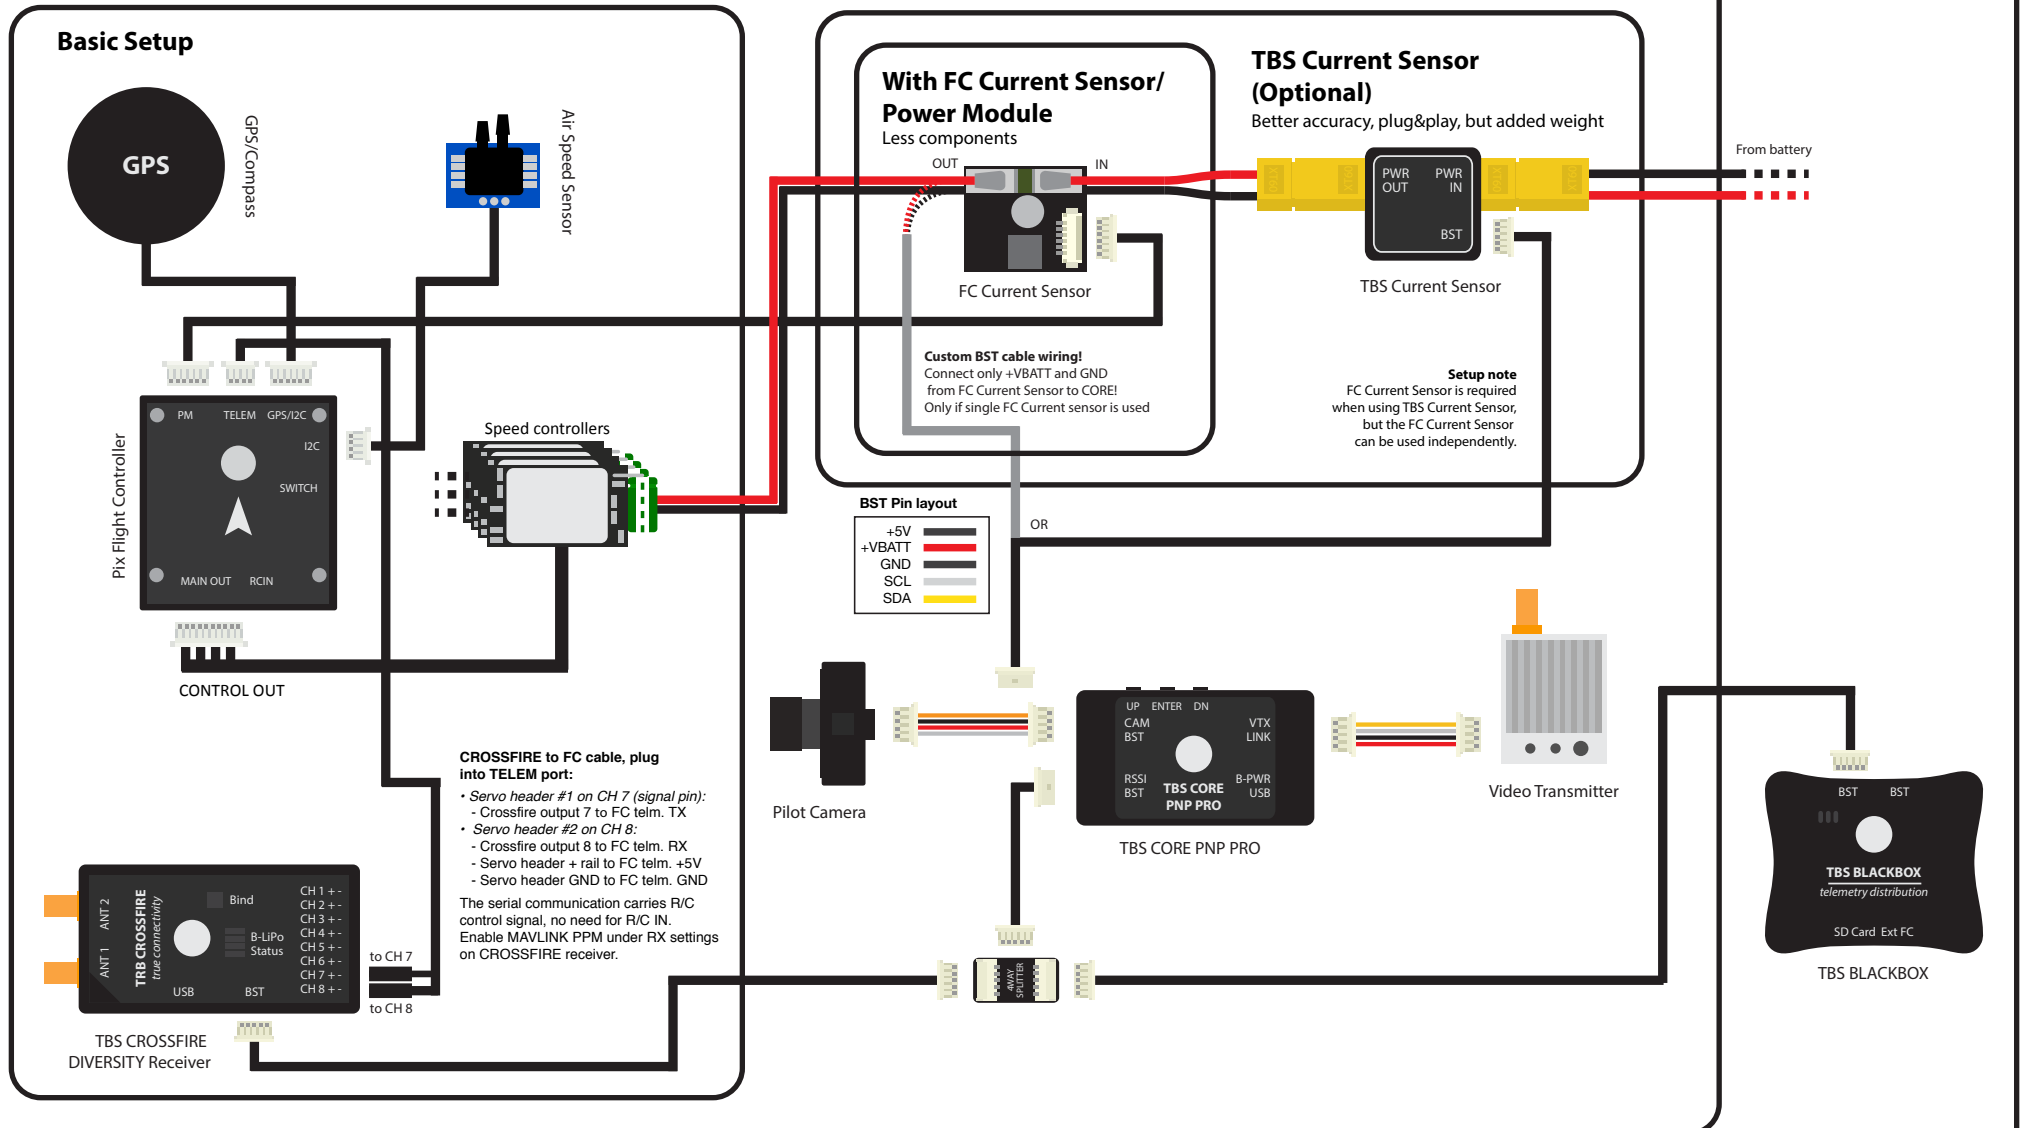 Basic Setup
GPS
GPS/Compass
Air Speed Sensor
With FC Current Sensor/
Power Module
Less components
OUT
IN
FC Current Sensor
Custom BST cable wiring!
Connect only +VBATT and GND
from FC Current Sensor to CORE!
Only if single FC Current sensor is used
TBS Current Sensor
(Optional)
Better accuracy, plug&play, but added weight
XT60
XT60
PWR OUT
PWR IN
BST
XT60
XT60
TBS Current Sensor
From battery
Setup note
FC Current Sensor is required
when using TBS Current Sensor,
but the FC Current Sensor
can be used independently.
Pix Flight Controller
PM
TELEM
GPS/I2C
I2C
SWITCH
MAIN OUT
RCIN
CONTROL OUT
Speed controllers
BST Pin layout
+5V
+VBATT
GND
SCL
SDA
OR
Pilot Camera
UP ENTER DN
CAM
BST
VTX
LINK
RSSI
BST
B-PWR
USB
TBS CORE
PNP PRO
TBS CORE PNP PRO
Video Transmitter
CROSSFIRE to FC cable, plug
into TELEM port:
• Servo header #1 on CH 7 (signal pin):
- Crossfire output 7 to FC telm. TX
• Servo header #2 on CH 8:
- Crossfire output 8 to FC telm. RX
- Servo header + rail to FC telm. +5V
- Servo header GND to FC telm. GND
The serial communication carries R/C
control signal, no need for R/C IN.
Enable MAVLINK PPM under RX settings
on CROSSFIRE receiver.
ANT 2
ANT 1
TRB CROSSFIRE
true connectivity
Bind
B-LiPo
Status
USB
BST
CH 1 + -
CH 2 + -
CH 3 + -
CH 4 + -
CH 5 + -
CH 6 + -
CH 7 + -
CH 8 + -
to CH 7
to CH 8
TBS CROSSFIRE
DIVERSITY Receiver
4WAY
SPLITTER
BST
BST
TBS BLACKBOX
telemetry distribution
SD Card Ext FC
TBS BLACKBOX